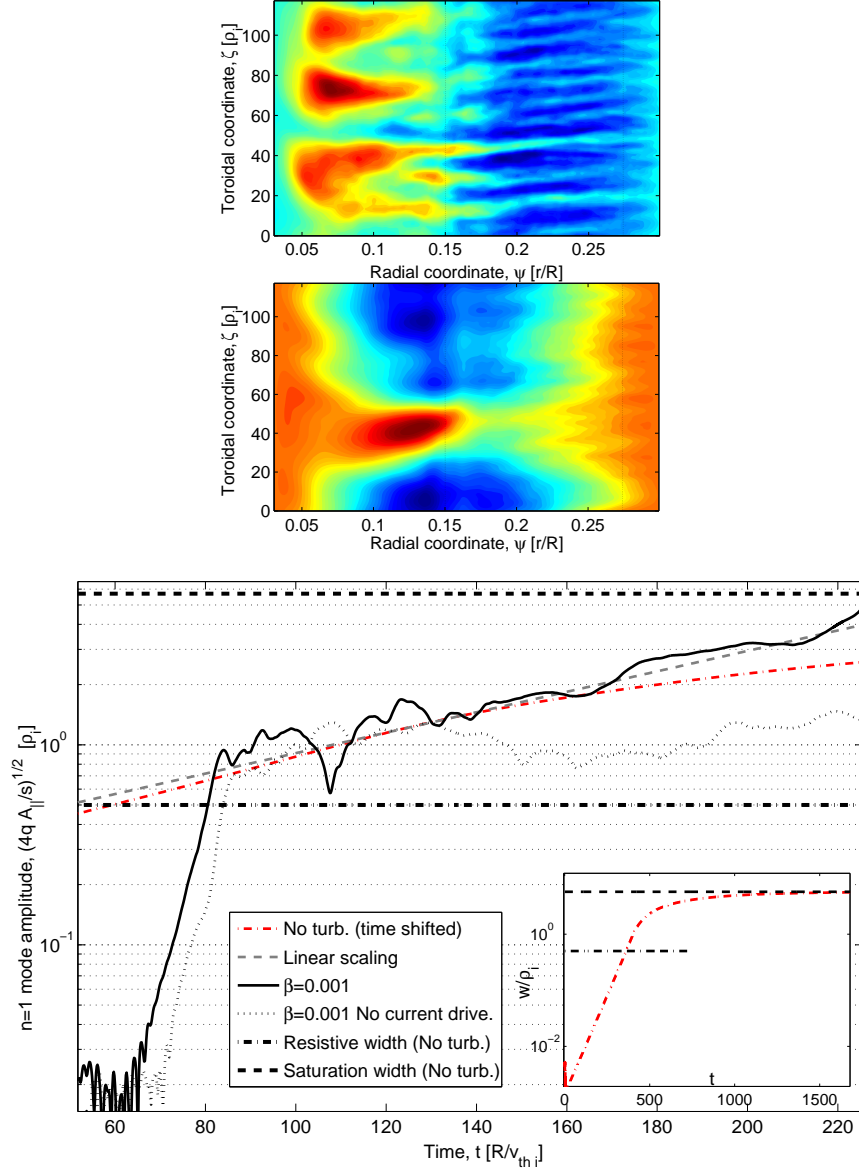 Toroidal coordinate, ζ [ρi]
100
80
60
40
20
0
0.05
0.1
0.15
0.2
0.25
Radial coordinate, ψ [r/R]
Toroidal coordinate, ζ [ρi]
100
80
60
40
20
0
0.05
0.1
0.15
0.2
0.25
Radial coordinate, ψ [r/R]
n=1 mode amplitude, (4q A||/s)^1/2 [ρi]
10^0
10^-1
60
80
100
120
140
160
180
200
220
Time, t [R/vth i]
No turb. (time shifted)
Linear scaling
β=0.001
β=0.001 No current drive.
Resistive width (No turb.)
Saturation width (No turb.)
w/ρi
10^0
10^-2
0
500
1000
1500
t